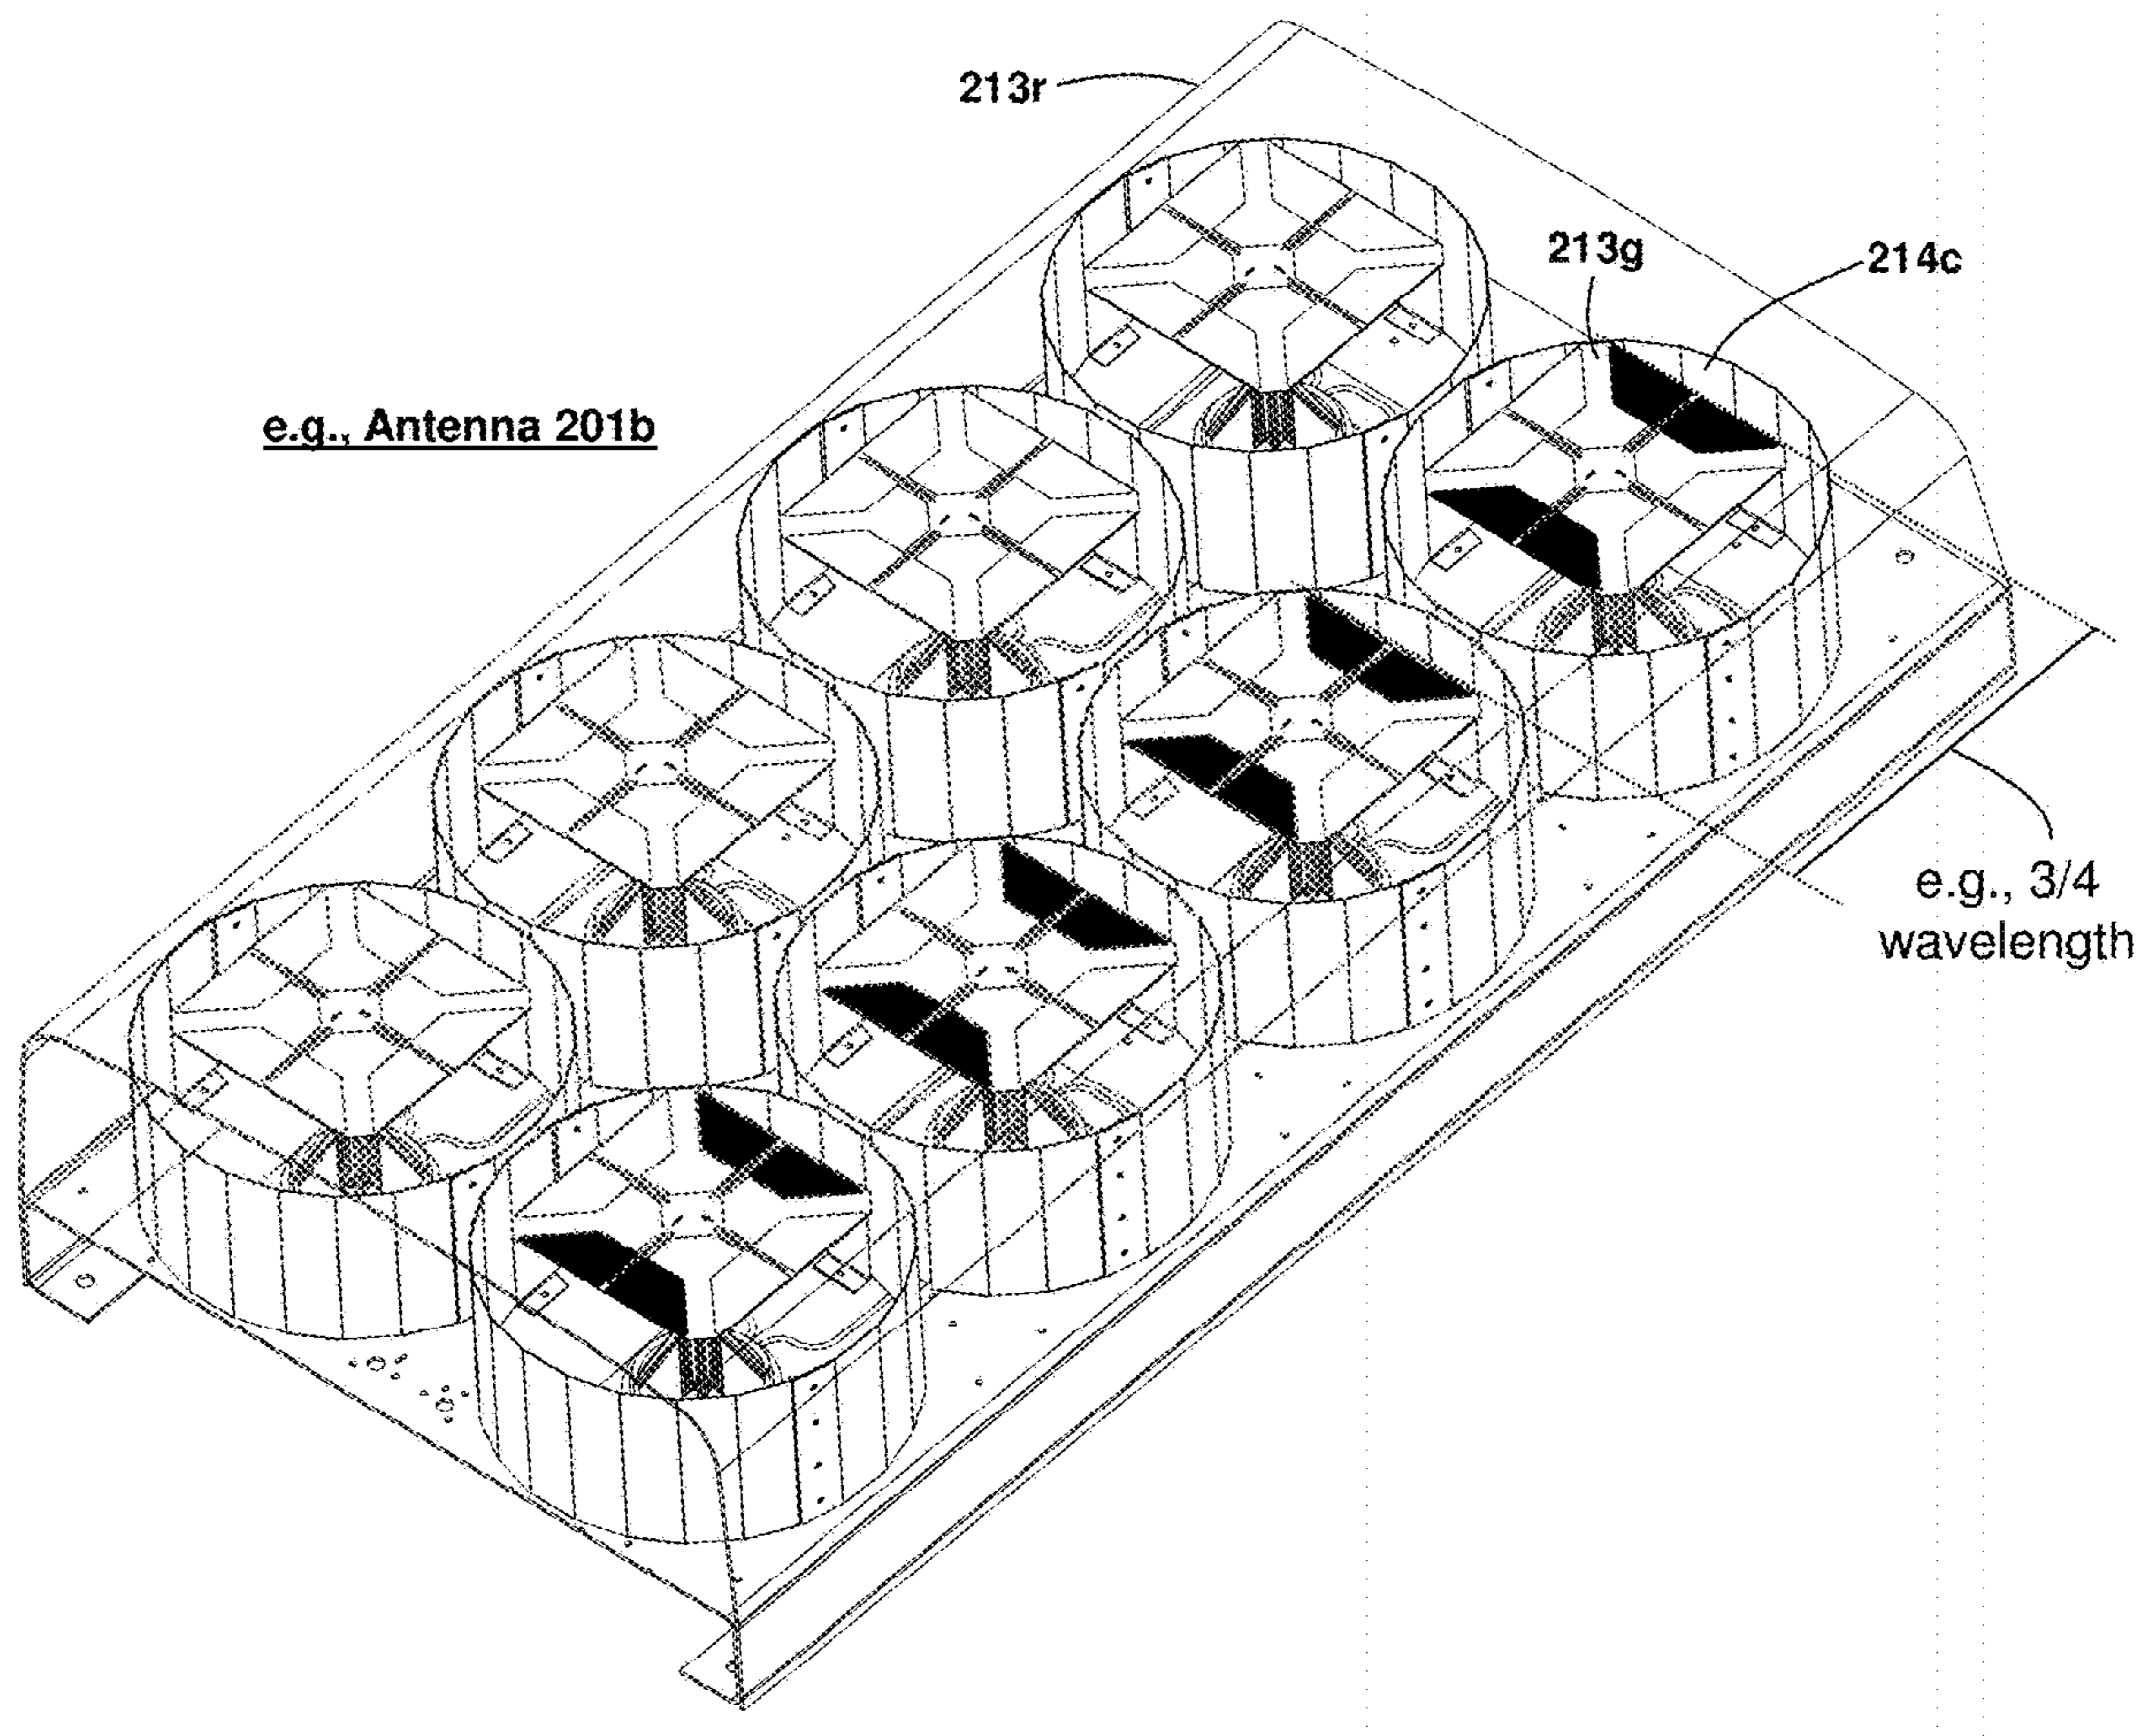 213r
213g
214c
e.g., Antenna 201b
e.g., 3/4
wavelength